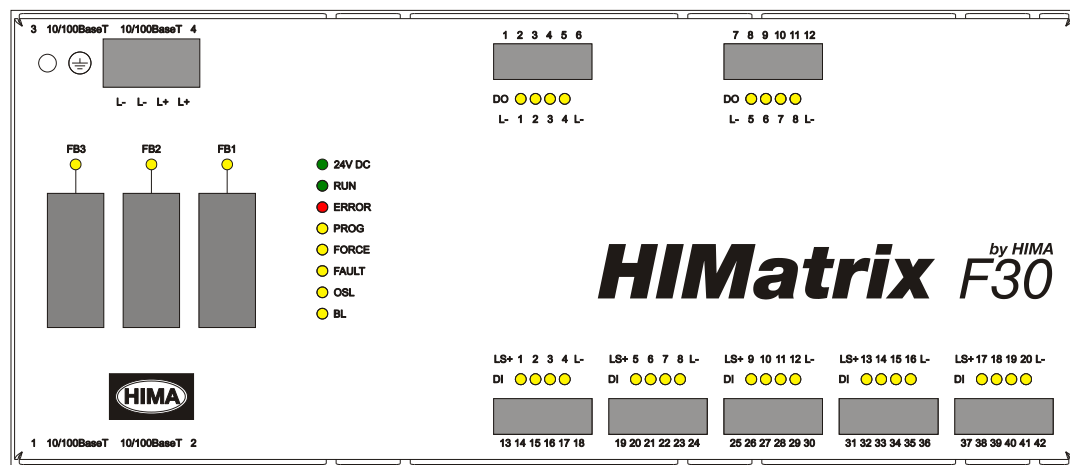 3 10/100BaseT 10/100BaseT 4
1 2 3 4 5 6
7 8 9 10 11 12
DO
DO
L- L- L+ L+
L- 1 2 3 4 L-
L- 5 6 7 8 L-
FB3 FB2 FB1
24V DC
RUN
ERROR
PROG
FORCE
FAULT
OSL
BL
HIMatrix
by HIMA
F30
LS+ 1 2 3 4 L-
LS+ 5 6 7 8 L-
LS+ 9 10 11 12 L-
LS+ 13 14 15 16 L-
LS+ 17 18 19 20 L-
DI
DI
DI
DI
DI
HIMA
1 10/100BaseT 10/100BaseT 2
13 14 15 16 17 18
19 20 21 22 23 24
25 26 27 28 29 30
31 32 33 34 35 36
37 38 39 40 41 42